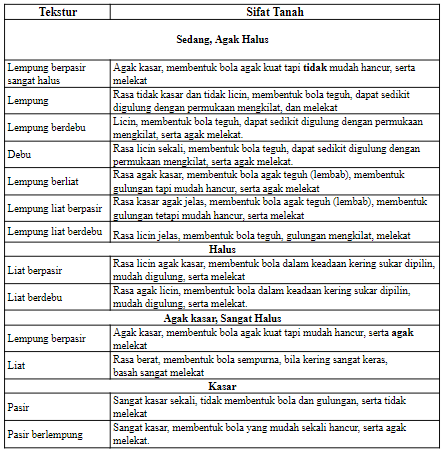 Tekstur Sifat Tanah
Sedang, Agak Halus
Lempung berpasir Agak kasar, membentuk bola agak kuat tapi tidak mudah hancur, serta
sangat halus melekat
Lempung Rasa tidak kasar dan tidak licin, membentuk bola teguh, dapat sedikit
digulung dengan permukaan mengkilat, dan melekat
Lempung berdebu Licin, membentuk bola teguh, dapat sedikit digulung dengan permukaan
mengkilat, serta agak melekat.
Debu Rasa licin sekali, membentuk bola teguh, dapat sedikit digulung dengan
permukaan mengkilat, serta agak melekat.
Lempung berliat Rasa agak kasar, membentuk bola agak teguh (lembab), membentuk
gulungan tapi mudah hancur, serta agak melekat
Lempung liat berpasir Rasa kasar agak jelas, membentuk bola agak teguh (lembab), membentuk
gulungan tetapi mudah hancur, serta melekat
Lempung liat berdebu Rasa licin jelas, membentuk bola teguh, gulungan mengkilat, melekat
Halus
Liat berpasir Rasa licin agak kasar, membentuk bola dalam keadaan kering sukar dipilin,
mudah digulung, serta melekat
Liat berdebu Rasa agak licin, membentuk bola dalam keadaan kering sukar dipilin,
mudah digulung, serta melekat.
Agak kasar, Sangat Halus
Lempung berpasir Agak kasar, membentuk bola agak kuat tapi mudah hancur, serta agak
melekat
Liat Rasa berat, membentuk bola sempurna, bila kering sangat keras,
basah sangat melekat
Kasar
Pasir Sangat kasar sekali, tidak membentuk bola dan gulungan, serta tidak
melekat
Pasir berlempung Sangat kasar, membentuk bola yang mudah sekali hancur, serta agak
melekat.